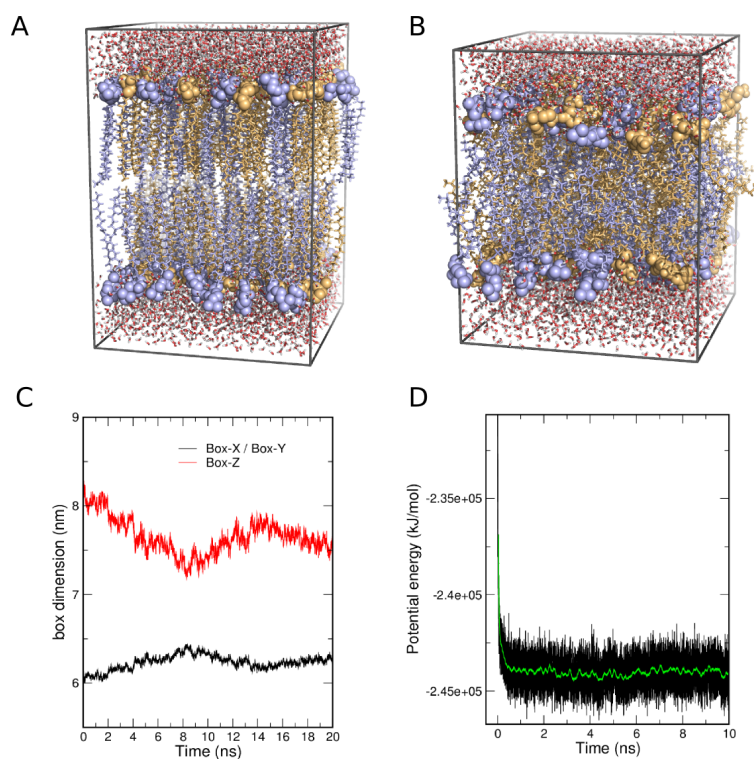 A
B
C
9
8
7
6
box dimension (nm)
Box-X / Box-Y
Box-Z
0 2 4 6 8 10 12 14 16 18 20
Time (ns)
D
-2.35e+05
-2.4e+05
-2.45e+05
Potential energy (kJ/mol)
0 2 4 6 8 10
Time (ns)